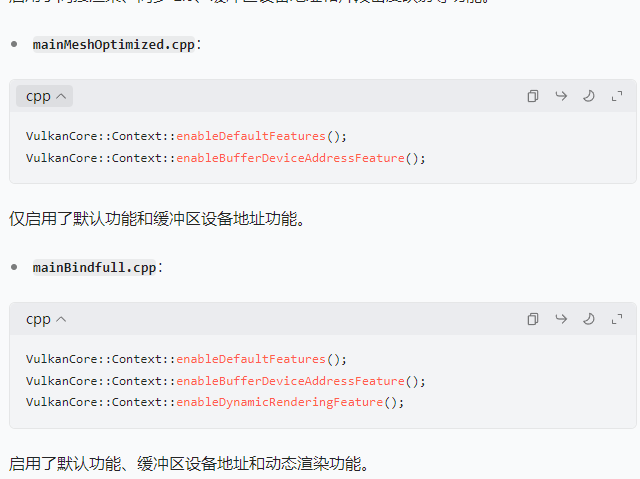 mainMeshOptimized.cpp：
cpp
VulkanCore::Context::enableDefaultFeatures();
VulkanCore::Context::enableBufferDeviceAddressFeature();
仅启用了默认功能和缓冲区设备地址功能。
mainBindfull.cpp：
cpp
VulkanCore::Context::enableDefaultFeatures();
VulkanCore::Context::enableBufferDeviceAddressFeature();
VulkanCore::Context::enableDynamicRenderingFeature();
启用了默认功能、缓冲区设备地址和动态渲染功能。